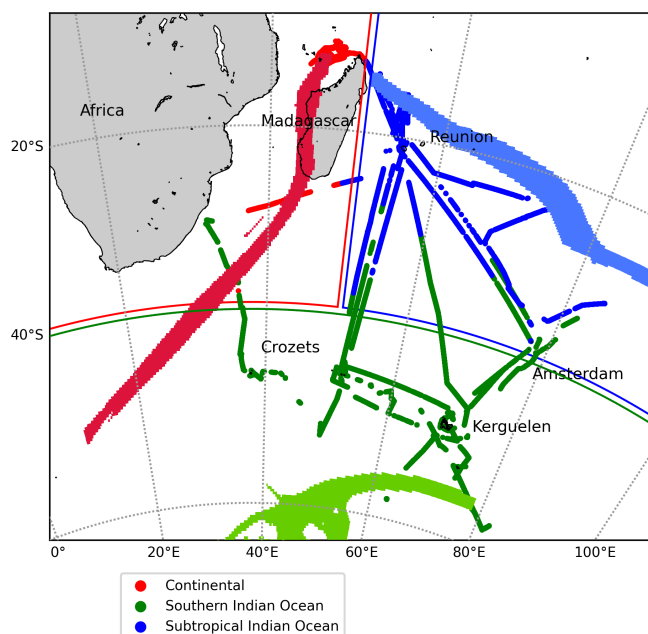 Africa
Madagascar
Reunion
20°S
40°S
Crozets
Amsterdam
Kerguelen
0° 20°E 40°E 60°E 80°E 100°E
Continental
Southern Indian Ocean
Subtropical Indian Ocean